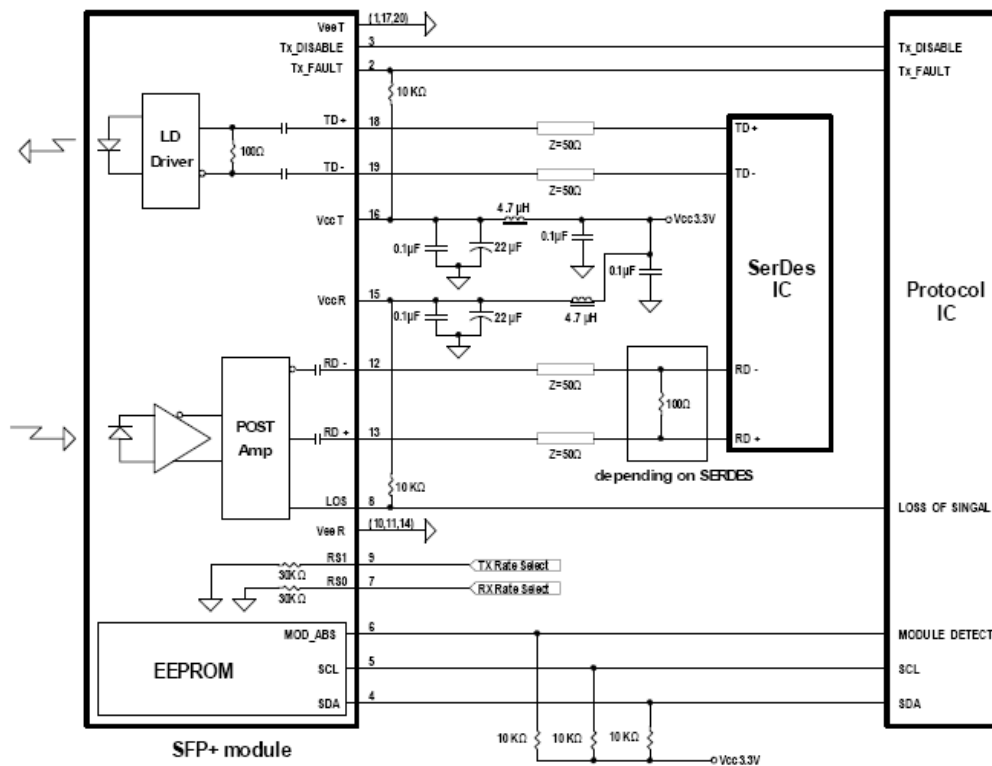 VeeT (1,17,20)
Tx_DISABLE 3 Tx_DISABLE
Tx_FAULT 2 Tx_FAULT
10 KΩ
LD Driver
100Ω
TD+ 18 Z=50Ω TD+
TD- 19 Z=50Ω TD-
VccT 16 4.7 µH Vcc3.3V
0.1µF 22 µF 0.1µF 0.1µF
SerDes IC
Protocol IC
VccR 15
0.1µF 22 µF 4.7 µH
RD - 12 Z=50Ω RD -
POST Amp
100Ω
RD + 13 Z=50Ω RD +
depending on SERDES
10 KΩ
LOS 8 LOSS OF SINGAL
VeeR (10,11,14)
RS1 9 TX Rate Select
30KΩ
RS0 7 RX Rate Select
30KΩ
MOD_ABS 6 MODULE DETECT
EEPROM
SCL 5 SCL
SDA 4 SDA
10 KΩ 10 KΩ 10 KΩ
SFP+ module
Vcc3.3V